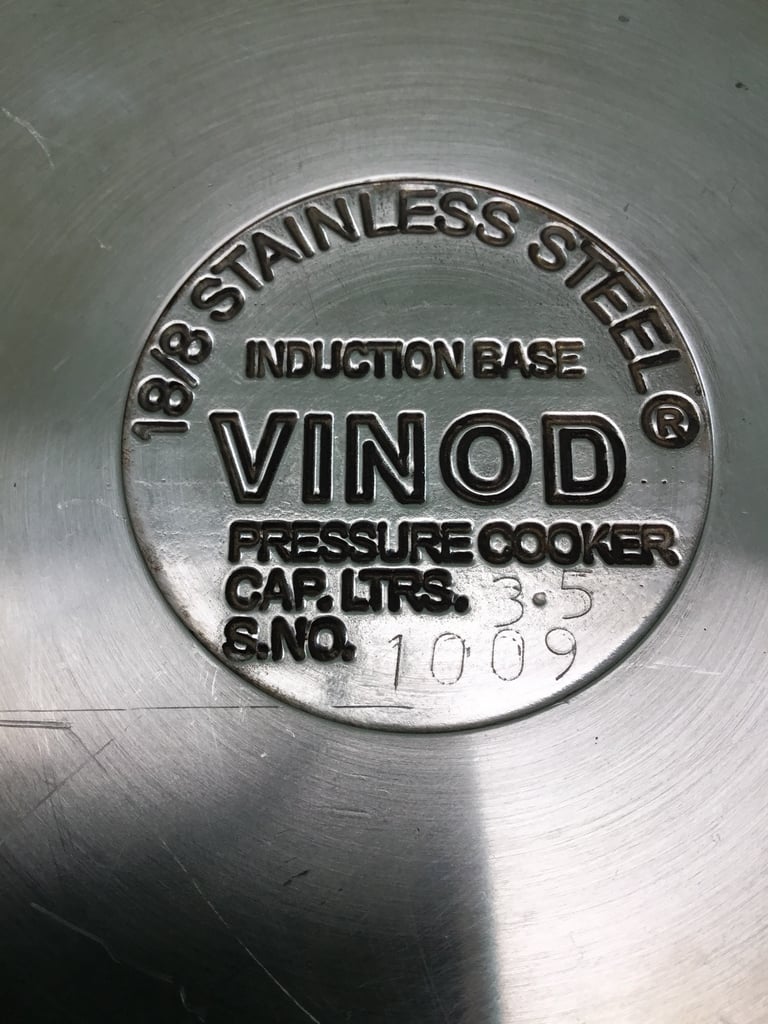 18/8 STAINLESS STEEL®
INDUCTION BASE
VINOD
PRESSURE COOKER
CAP. LTRS. 3.5
S.NO. 1009